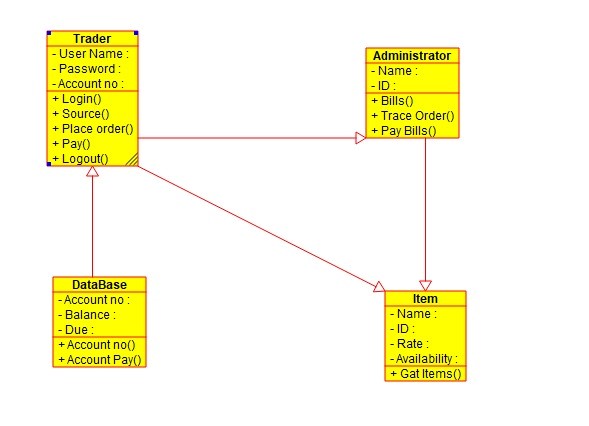 Trader
- User Name :
- Password :
- Account no :
+ Login()
+ Source()
+ Place order()
+ Pay()
+ Logout()
Administrator
- Name :
- ID :
+ Bills()
+ Trace Order()
+ Pay Bills()
DataBase
- Account no :
- Balance :
- Due :
+ Account no()
+ Account Pay()
Item
- Name :
- ID :
- Rate :
- Availability :
+ Gat Items()